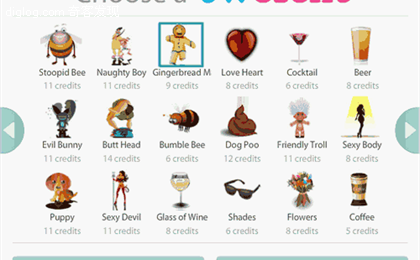 Stoopid Bee
Naughty Boy
Gingerbread M
Love Heart
Cocktail
Beer
11 credits
11 credits
9 credits
8 credits
6 credits
8 credits
Evil Bunny
Butt Head
Bumble Bee
Dog Poo
Friendly Troll
Sexy Body
11 credits
14 credits
6 credits
12 credits
11 credits
8 credits
Puppy
Sexy Devil
Glass of Wine
Shades
Flowers
Coffee
11 credits
11 credits
8 credits
6 credits
8 credits
5 credits